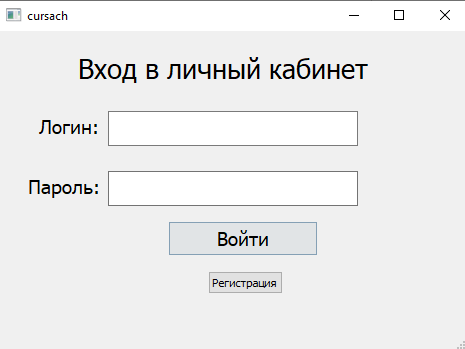 cursach
Вход в личный кабинет
Логин:
Пароль:
Войти
Регистрация